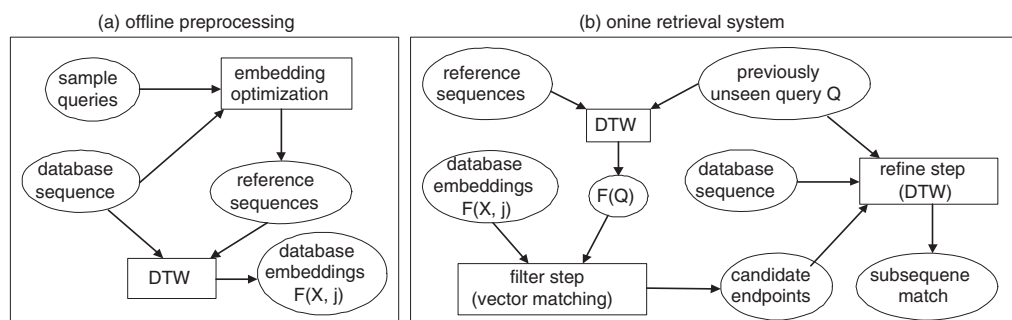 (a) offline preprocessing
sample
queries
embedding
optimization
database
sequence
reference
sequences
DTW
database
embeddings
F(X, j)
(b) onine retrieval system
reference
sequences
previously
unseen query Q
DTW
database
embeddings
F(X, j)
F(Q)
database
sequence
refine step
(DTW)
filter step
(vector matching)
candidate
endpoints
subsequene
match